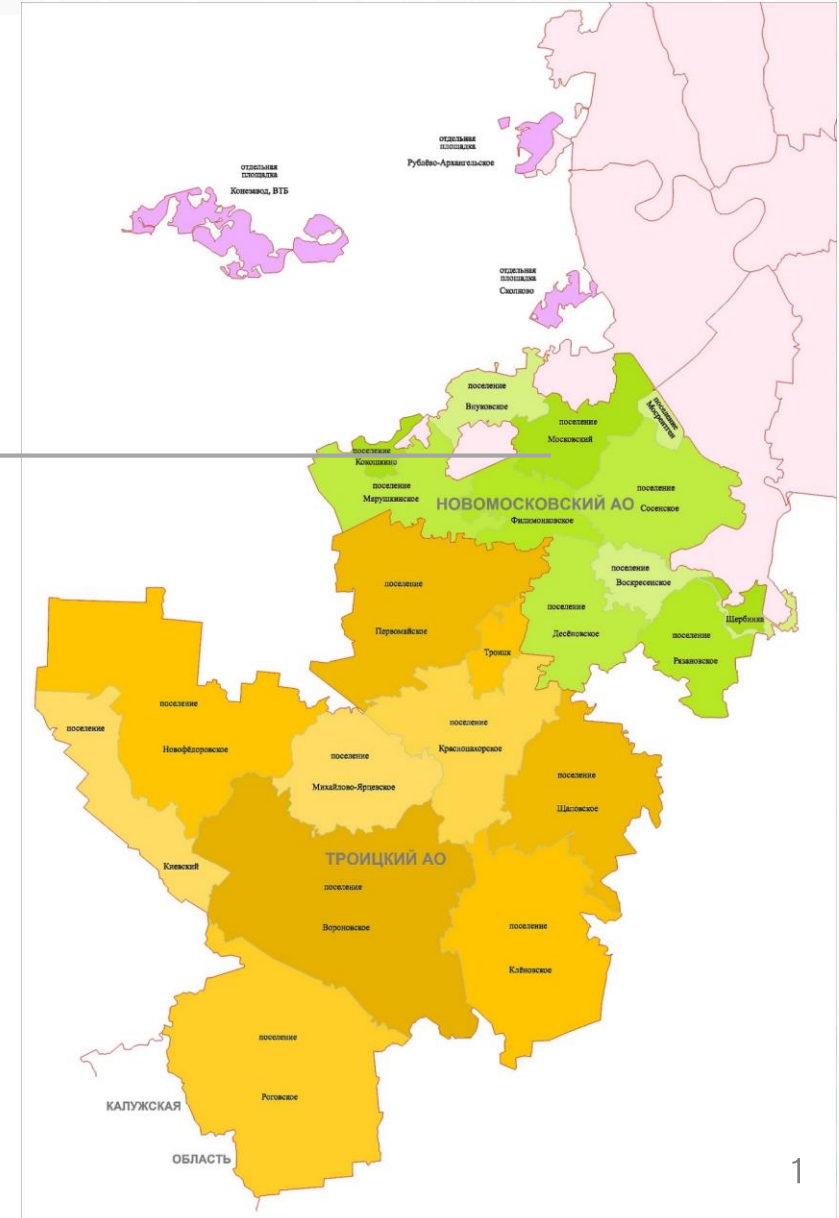 отдельная
площадка
Рублёво-Архангельское
отдельная
площадка
Конезавод, ВТБ
отдельная
площадка
Сколково
поселение
Внуковское
поселение
Мосрентген
поселение
Московский
поселение
Кокошкино
поселение
Марушкинское
поселение
Сосенское
НОВОМОСКОВСКИЙ АО
Филимонковское
поселение
Воскресенское
поселение
Первомайское
поселение
Десёновское
Щербинка
поселение
Рязановское
Троицк
поселение
Новофёдоровское
поселение
Краснопахорское
поселение
Киевский
поселение
Михайлово-Ярцевское
поселение
Щаповское
ТРОИЦКИЙ АО
поселение
Вороновское
поселение
Клёновское
поселение
Роговское
КАЛУЖСКАЯ
ОБЛАСТЬ
1